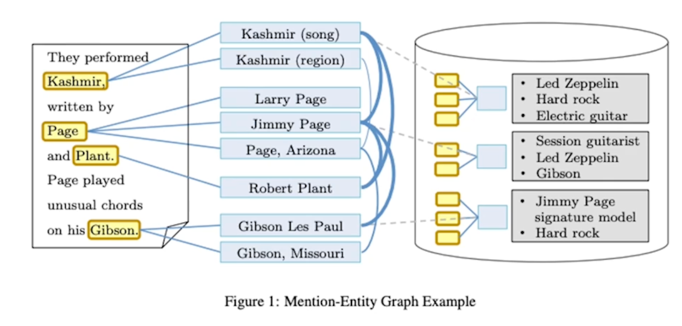 They performed
Kashmir,
written by
Page
and Plant.
Page played
unusual chords
on his Gibson.
Kashmir (song)
Kashmir (region)
Larry Page
Jimmy Page
Page, Arizona
Robert Plant
Gibson Les Paul
Gibson, Missouri
• Led Zeppelin
• Hard rock
• Electric guitar
• Session guitarist
• Led Zeppelin
• Gibson
• Jimmy Page
signature model
• Hard rock
Figure 1: Mention-Entity Graph Example